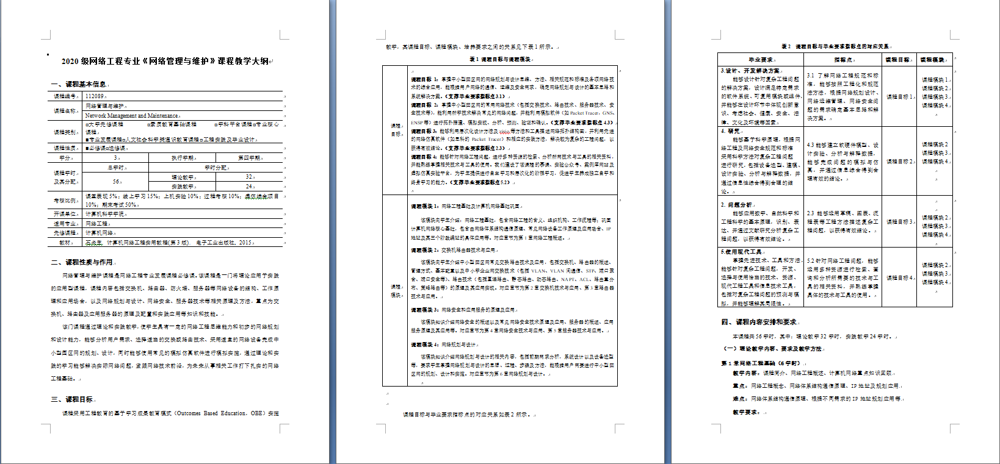 2020 级网络工程专业《网络管理与维护》课程教学大纲
一、课程基本信息
课程编号 112089
课程名称 网络管理与维护
Network Management and Maintenance
课程类别 □大学先修课程 □素质教育基础课程 □学科平台课程□专业核心
课程
■专业发展课程□人文社会科学类通识教育课程□工程实践及毕业设计
课程性质 ■必修课□选修课
学分 3 执行学期 第四学期
课程学时及其分配 总学时 学时分配
56 理论教学 32
实践教学 24
考核比例 课堂表现 5%；线上学习 15%；上机实验 10%；过程考核 10%；虚仿综合项目
10%；期末考试 50%
开课单位 计算机科学学院
适用专业 网络工程
先修课程 计算机网络
教材 石炎生，计算机网络工程实用教程(第 3 版)． 电子工业出版社，2015
二、课程性质与作用
网络管理与维护课程是网络工程专业发展课程必修课。该课程是一门将理论应用于实践
的应用型课程，课程内容包括交换机、路由器、防火墙、服务器等网络设备的结构、工作原
理和应用场合，以及网络规划与设计、网络安全、服务器技术等相关原理及方法，重点为交
换机、路由器及应用服务器的原理及配置和实践应用等知识和技能。
该门课程通过理论和实践教学，使学生具有一定的网络工程思维能力和初步的网络规划
和设计能力，能够分析用户需求、选择适当的交换或路由技术、采用适宜的网络设备完成中
小型园区网的规划、设计，同时能够使用常见的模拟仿真软件进行模拟实施，通过理论和实
践的学习能够解决实际网络问题，紧跟网络技术前沿，为未来从事相关工作打下扎实的网络
工程基础。
三、课程目标
课程采用工程教育的基于学习成果教育模式（Outcomes Based Education，OBE）实施
教学，其课程目标、课程模块、培养要求之间的关系见下表 1 所示。
表 1 课程目标与课程模块
课程目标
课程目标 1：掌握中小型园区网的网络规划与设计思维、方法、相关规范和标准及各项网络技
术的综合应用，能根据用户网络的通信、运维及安全需求，确定网络规划与设计的基本思路和
系统解决方案。（支撑毕业要求指标点3.1）
课程目标 2：掌握中小型园区网的常用网络技术（包括交换技术、路由技术、服务器技术、安
全技术等），能利用所学技术解决常见的网络问题，并能利用模拟软件（如 Packet Tracer，GNS、
ENSP 等）进行拓扑搭建、模拟实现、分析、预测、验证和确认。（支撑毕业要求指标点 4.3）
课程目标 3：能够利用层次化设计方法及 visio 等方法和工具描述网络拓扑结构图，并利用先进
的网络仿真软件（如思科的 Packet Tracer）和相应的实践方法，解决较为复杂的工程问题，以
获得有效结论。（支撑毕业要求指标点2.3）
课程目标 4：能够针对网络工程问题，进行多种资源的检索、分析所需技术与工具的相关资料，
并能熟练掌握相关技术与工具的使用。我们建设了该课程的慕课、实验公众号、案例库网站及
虚拟仿真实验平台，为学生提供进行自主学习和层次化的阶梯学习，促进学生养成独立自学和
终身学习的能力。（支撑毕业要求指标点5.2）
课程模块
课程模块 1：网络工程基础及计算机网络基础巩固
该模块向学生介绍：网络工程基础，包含网络工程的含义、组织机构、工作流程等；巩固
计算机网络核心基础，包含由网络体系结构通信原理、常见网络设备工作原理及应用场合、IP
地址及其三个阶段编址的具体应用等。对应章节为第 1 章网络工程概述。
课程模块 2：交换机路由器技术与应用
该模块向学生介绍中小型园区网常见交换路由技术及应用，包括交换机、路由器的概述、
管理方式、基本配置以及中小学企业网交换技术（包括 VLAN、VLAN 间通信、STP、端口聚
合、端口安全等）、路由技术（包括直连路由、静态路由、动态路由、NAPT、ACL、路由重分
布、策略路由等）的原理及其应用实现。对应章节为第 2 章交换机技术与应用、第 3 章路由器
技术与应用。
课程模块 3：网络安全和应用服务的原理及应用
该模块知识介绍网络安全的概述以及常见网络安全技术原理及应用、服务器的概述、应用
服务原理及其应用等。对应章节为第 4 章网络安全技术与应用、第 5 章服务器技术与应用。
课程模块 4：网络规划与设计
该模块知识介绍网络规划与设计的相关内容，包括前期需求分析，系统设计以及设备选型
等，要求学生掌握网络规划与设计的思想、过程、步骤及方法，能根据用户需要进行中小型园
区网的规划、设计和实施。对应章节为第 6 章网络规划与设计。
课程目标与毕业要求指标点的对应关系如表 2 所示。
表 2 课程目标与毕业要求指标点的对应关系
毕业要求 指标点 课程目标 课程模块
3.设计、开发解决方案
能够设计针对复杂工程问题
的解决方案，设计满足特定需求
的软件系统、可复用模块或组件，
并能够在设计环节中体现创新意
识、考虑社会、健康、安全、法
律、文化及环境等因素
3.1 了解网络工程规范和标
准，能够按照工程化和规范
法方法，根据网络规划设计、
网络运维管理、网络安全问
题的需求确定基本思路和解
决方案。
课程目标 1
课程模块 1
课程模块 2
课程模块 3
课程模块 4
4. 研究
能够基于科学原理，根据网
络工程及网络安全规范和标准
采用科学方法对复杂工程问题
进行研究，包括设备选型、建模、
设计实验、分析与解释数据，并
通过信息性综合得到合理的结
论。
4.3 能够建立软硬件模型、设
计实验、分析与解释数据，
能够完成问题的模拟与仿
真，并通过信息综合得到合
理有效的结论。
课程目标 2
课程模块 2
课程模块 3
课程模块 4
2. 问题分析
能够应用数学、自然科学和
工程科学的基本原理，识别、表
达、并通过文献研究分析复杂工
程问题，以获得有效结论。
2.3 能够运用草稿、图表、流
程表等工程方法描述复杂工
程问题，以获得有效结论。
课程目标 3
课程模块 2
课程模块 3
课程模块 4
5.使用现代工具
掌握先进技术、工具和方法，
能够针对复杂工程问题，开发、
选择与使用恰当的技术、资源、
现代工程工具和信息技术工具，
包括对复杂工程问题的预测与模
拟，并能够理解其局限性。
5.2 针对网络工程问题，能够
运用多种资源进行检索、查
询和分析所需要的技术与工
具的相关资料，并熟练掌握
具体的技术与工具的使用。
课程目标 4
课程模块 2
课程模块 3
课程模块 4
四、课程内容安排和要求
本课程共 56 学时，其中：理论教学 32 学时，实践教学 24 学时。
（一）理论教学内容、要求及教学方法
第 1 章网络工程基础（6 学时）
教学内容：课程简介、网络工程概述、计算机网络重点知识回顾
重点：网络工程概念、网络体系结构通信原理、IP 地址及规划应用
难点：网络体系结构通信原理、根据不同需求的 IP 地址规划应用等
教学要求：